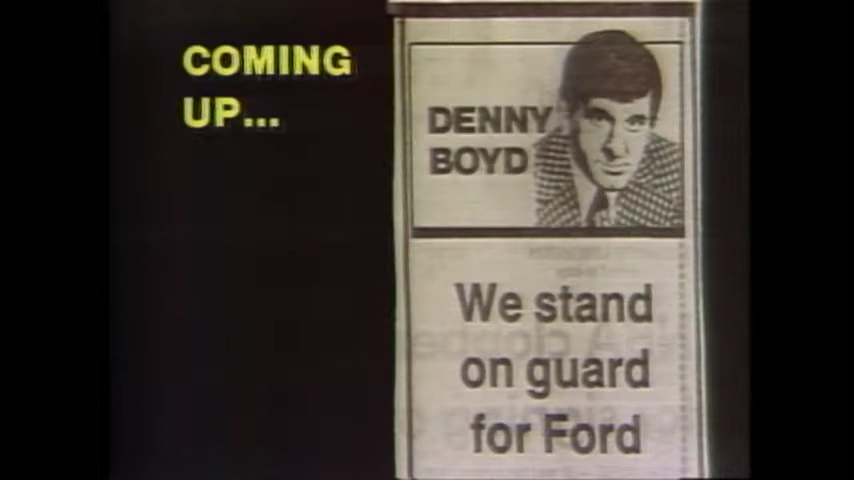 COMING
UP...
DENNY
BOYD
We stand
on guard
for Ford